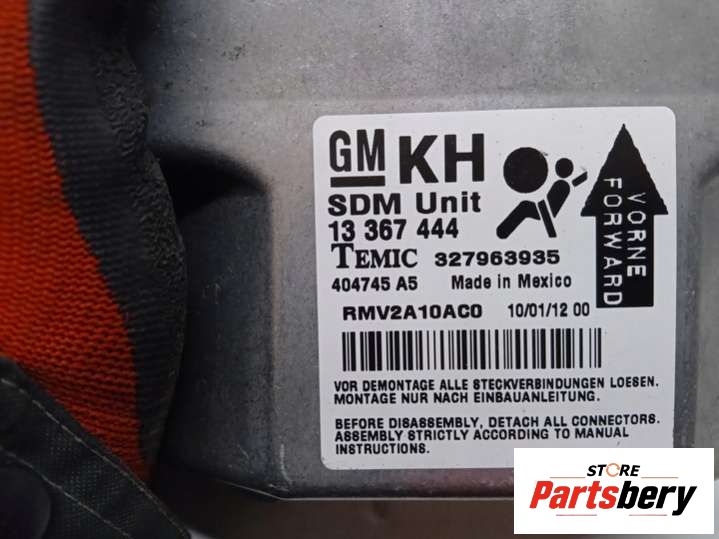 GM KH
SDM Unit
13 367 444
TEMIC 327963935
404745 A5 Made in Mexico
RMV2A10AC0 10/01/12 00
VORNE
FORWARD
VOR DEMONTAGE ALLE STECKVERBINDUNGEN LOESEN.
MONTAGE NUR NACH EINBAUANLEITUNG.
BEFORE DISASSEMBLY, DETACH ALL CONNECTORS.
ASSEMBLY STRICTLY ACCORDING TO MANUAL
INSTRUCTIONS.
STORE
Partsbery